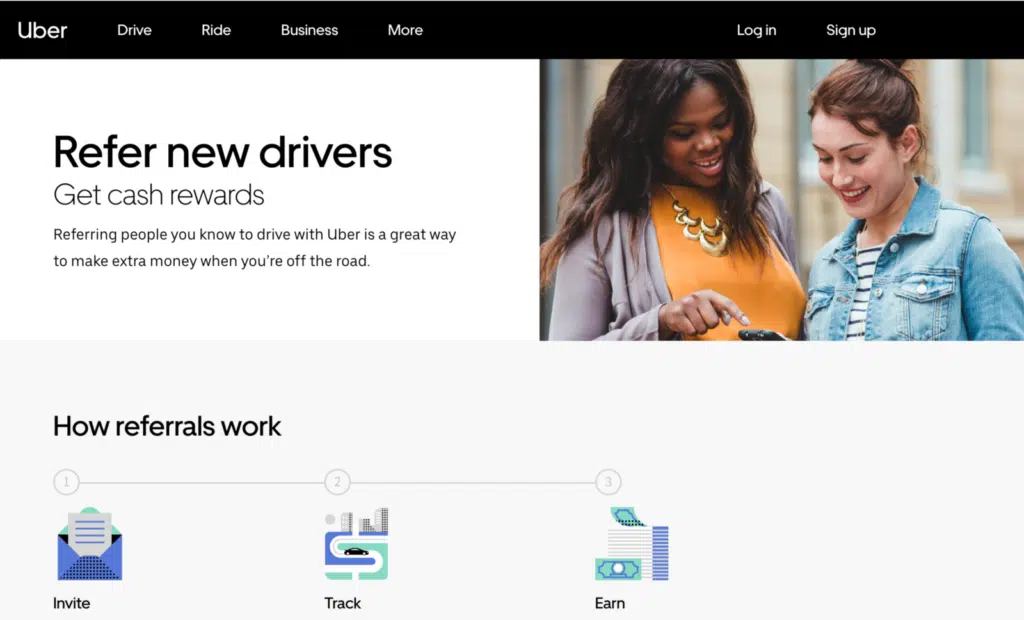 Uber Drive Ride Business More Log in Sign up
Refer new drivers
Get cash rewards
Referring people you know to drive with Uber is a great way
to make extra money when you’re off the road.
How referrals work
1 2 3
Invite Track Earn